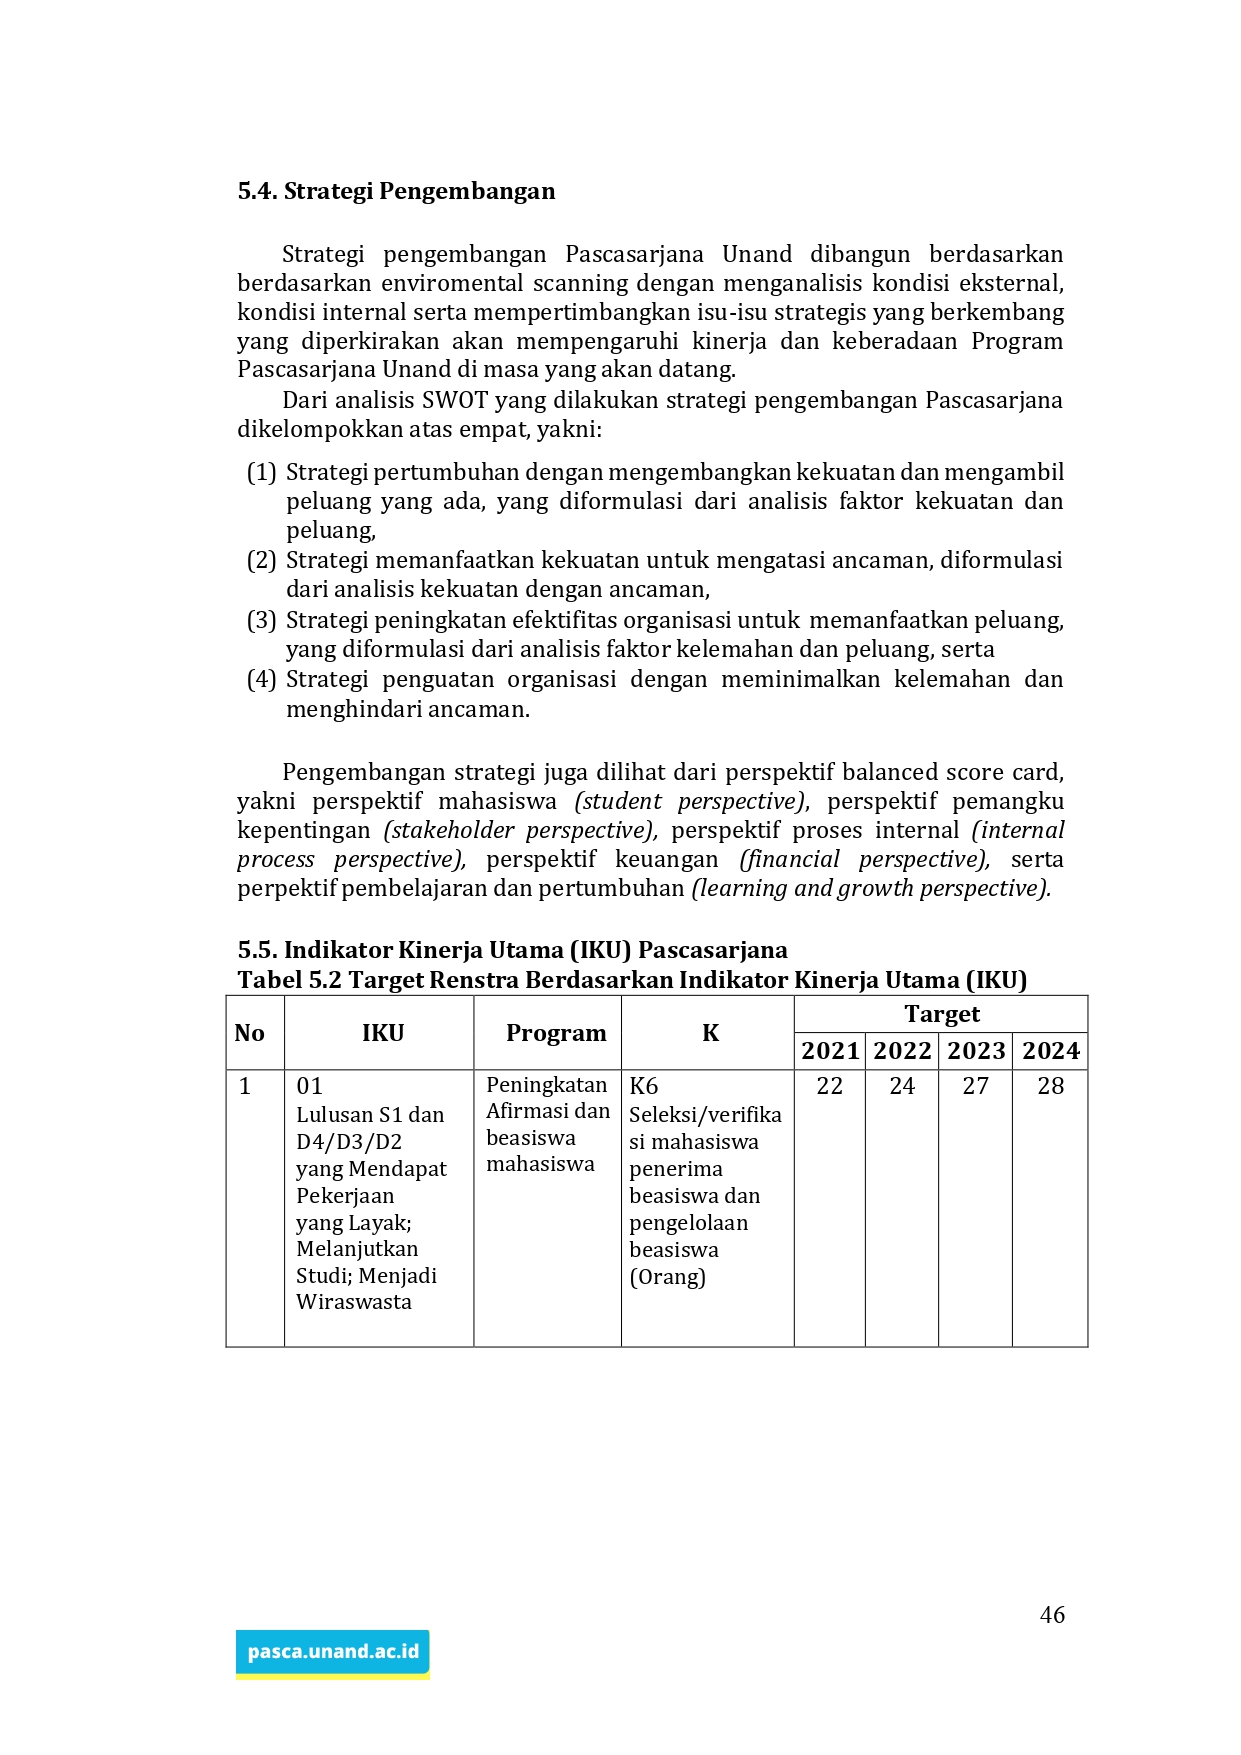 5.4. Strategi Pengembangan
Strategi pengembangan Pascasarjana Unand dibangun berdasarkan
berdasarkan enviromental scanning dengan menganalisis kondisi eksternal,
kondisi internal serta mempertimbangkan isu-isu strategis yang berkembang
yang diperkirakan akan mempengaruhi kinerja dan keberadaan Program
Pascasarjana Unand di masa yang akan datang.
Dari analisis SWOT yang dilakukan strategi pengembangan Pascasarjana
dikelompokkan atas empat, yakni:
(1) Strategi pertumbuhan dengan mengembangkan kekuatan dan mengambil
peluang yang ada, yang diformulasi dari analisis faktor kekuatan dan
peluang,
(2) Strategi memanfaatkan kekuatan untuk mengatasi ancaman, diformulasi
dari analisis kekuatan dengan ancaman,
(3) Strategi peningkatan efektifitas organisasi untuk memanfaatkan peluang,
yang diformulasi dari analisis faktor kelemahan dan peluang, serta
(4) Strategi penguatan organisasi dengan meminimalkan kelemahan dan
menghindari ancaman.
Pengembangan strategi juga dilihat dari perspektif balanced score card,
yakni perspektif mahasiswa (student perspective), perspektif pemangku
kepentingan (stakeholder perspective), perspektif proses internal (internal
process perspective), perspektif keuangan (financial perspective), serta
perpektif pembelajaran dan pertumbuhan (learning and growth perspective).
5.5. Indikator Kinerja Utama (IKU) Pascasarjana
Tabel 5.2 Target Renstra Berdasarkan Indikator Kinerja Utama (IKU)
No IKU Program K Target
2021 2022 2023 2024
1
01
Lulusan S1 dan
D4/D3/D2
yang Mendapat
Pekerjaan
yang Layak;
Melanjutkan
Studi; Menjadi
Wiraswasta
Peningkatan
Afirmasi dan
beasiswa
mahasiswa
K6
Seleksi/verifika
si mahasiswa
penerima
beasiswa dan
pengelolaan
beasiswa
(Orang)
22 24 27 28
46
pasca.unand.ac.id